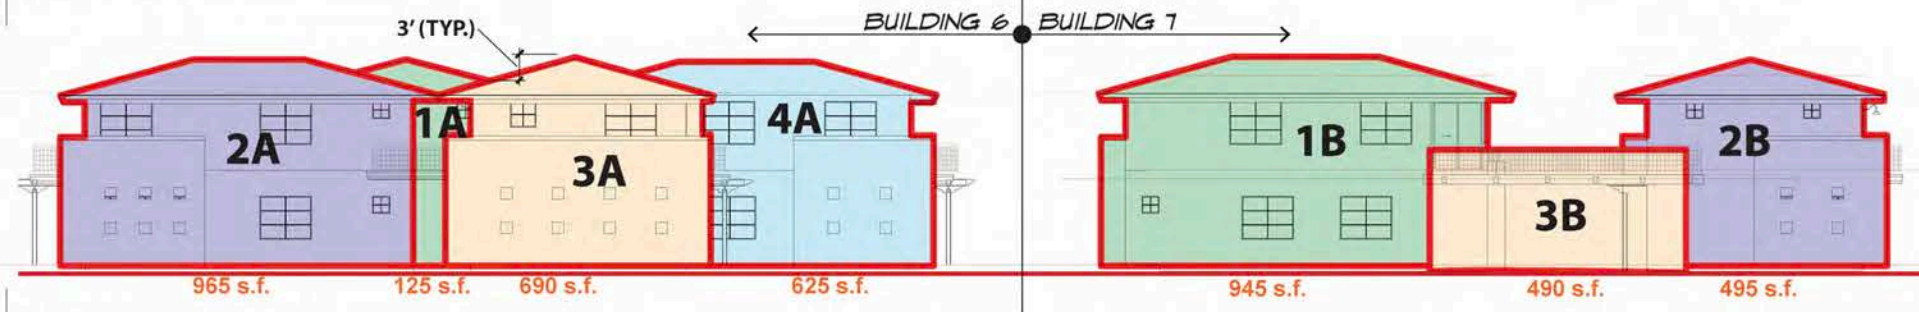 3' (TYP.)
BUILDING 6
BUILDING 7
2A
1A
3A
4A
1B
3B
2B
965 s.f.
125 s.f.
690 s.f.
625 s.f.
945 s.f.
490 s.f.
495 s.f.